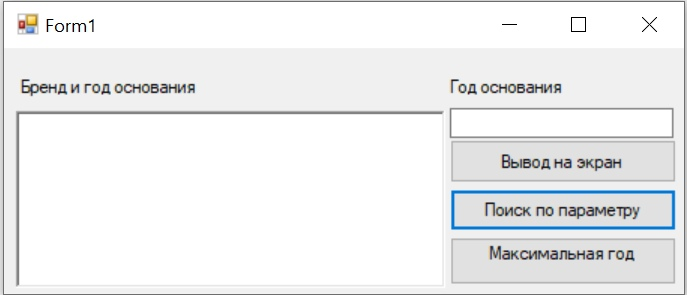 Form1
Бренд и год основания
Год основания
Вывод на экран
Поиск по параметру
Максимальная год